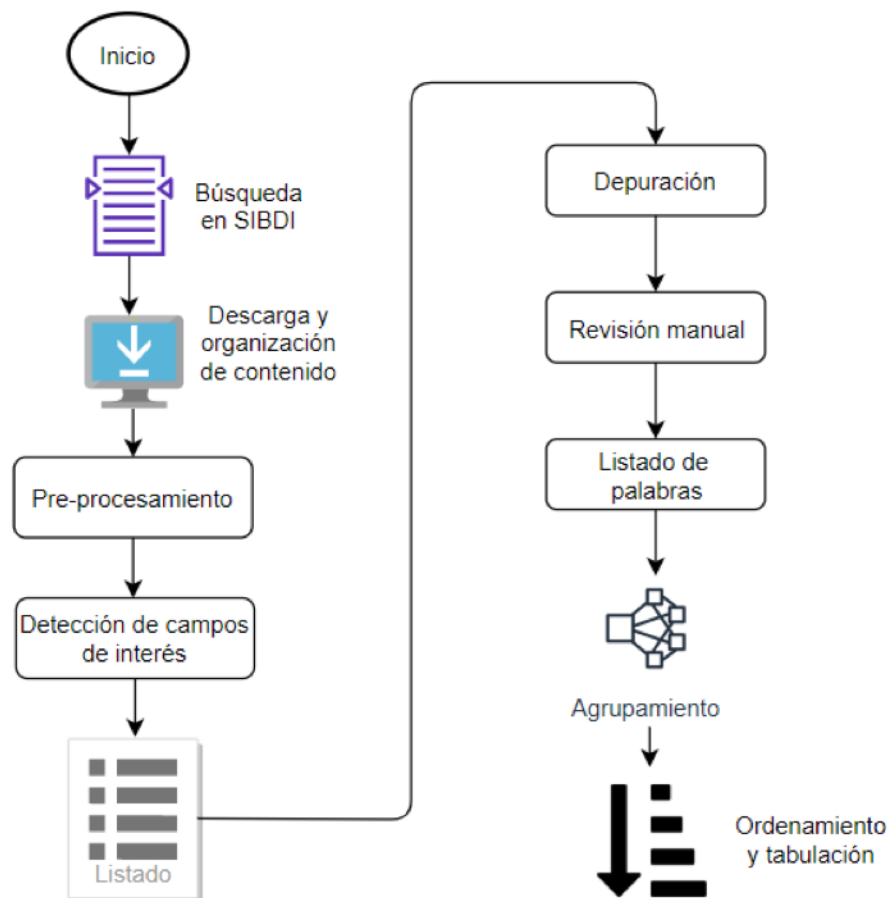 Inicio
Búsqueda
en SIBDI
Descarga y
organización
de contenido
Pre-procesamiento
Detección de campos
de interés
Listado
Depuración
Revisión manual
Listado de
palabras
Agrupamiento
Ordenamiento
y tabulación